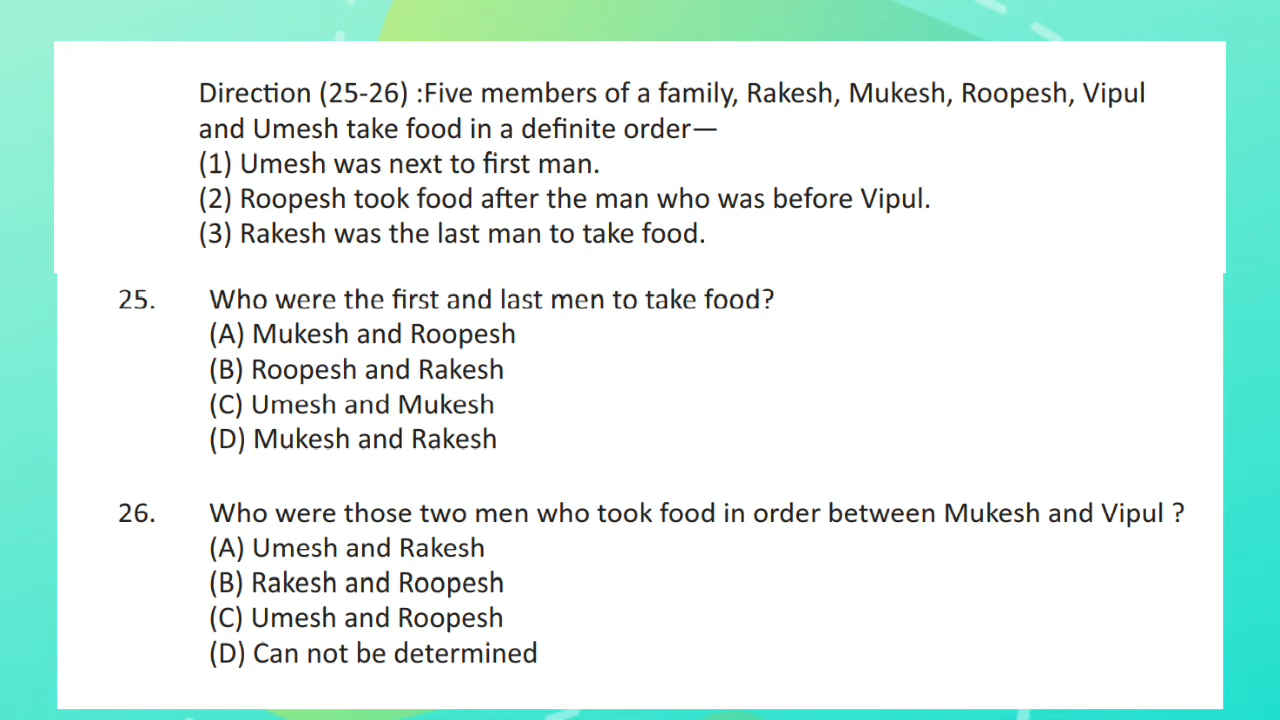 Direction (25-26) :Five members of a family, Rakesh, Mukesh, Roopesh, Vipul
and Umesh take food in a definite order—
(1) Umesh was next to first man.
(2) Roopesh took food after the man who was before Vipul.
(3) Rakesh was the last man to take food.
25. Who were the first and last men to take food?
(A) Mukesh and Roopesh
(B) Roopesh and Rakesh
(C) Umesh and Mukesh
(D) Mukesh and Rakesh
26. Who were those two men who took food in order between Mukesh and Vipul ?
(A) Umesh and Rakesh
(B) Rakesh and Roopesh
(C) Umesh and Roopesh
(D) Can not be determined